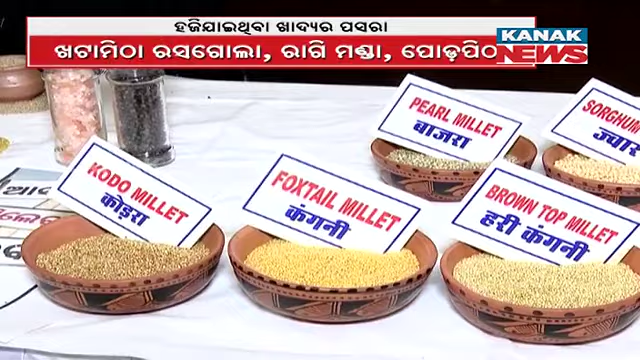 ହଜିଯାଇଥିବା ଖାଦ୍ୟର ପସରା
ଖଟାମିଠା ରସଗୋଲା, ରାଗି ମଣ୍ଡା, ପୋଡ଼ପିଠା
KANAK
NEWS
PEARL MILLET
बाजरा
SORGHUM
ज्वार
KODO MILLET
कोड्रा
FOXTAIL MILLET
कंगनी
BROWN TOP MILLET
हरी कंगनी